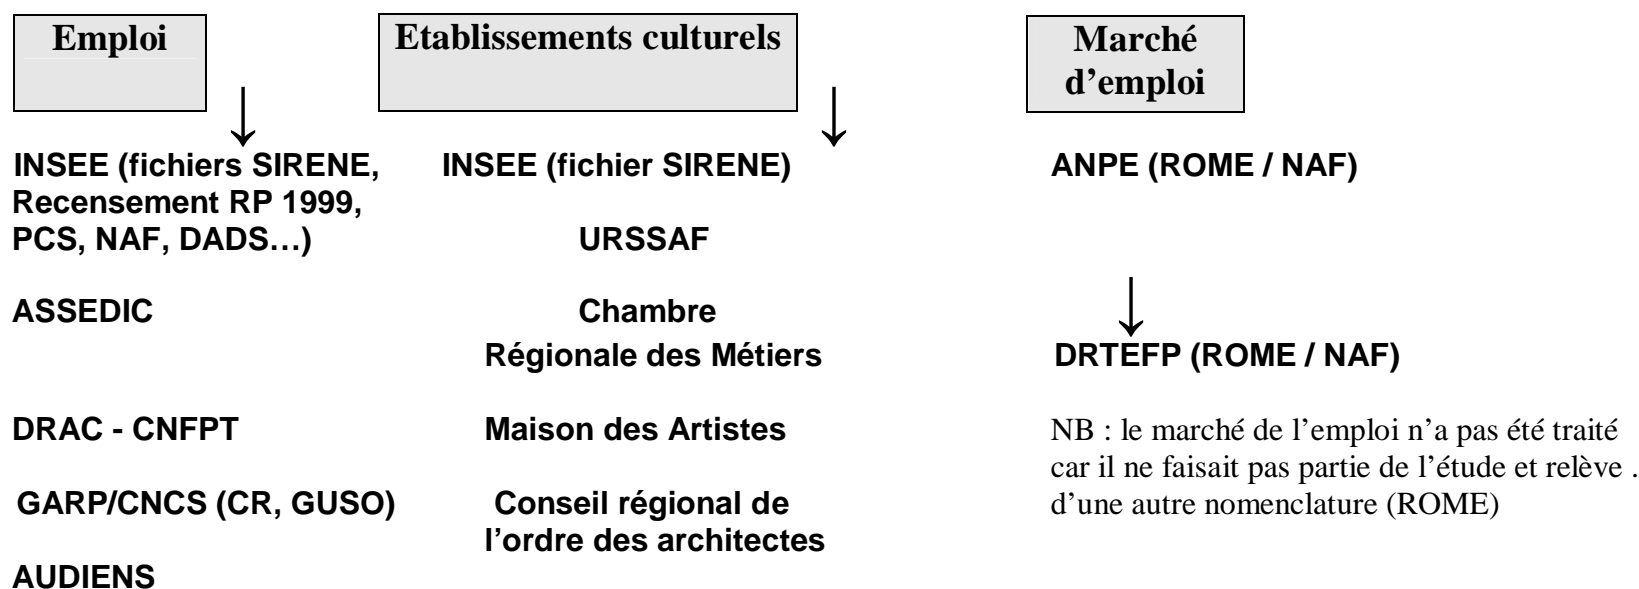 Emploi
Etablissements culturels
Marché
d’emploi
INSEE (fichiers SIRENE,
Recensement RP 1999,
PCS, NAF, DADS…)
ASSEDIC
DRAC - CNFPT
GARP/CNCS (CR, GUSO)
AUDIENS
INSEE (fichier SIRENE)
URSSAF
Chambre
Régionale des Métiers
Maison des Artistes
Conseil régional de
l’ordre des architectes
ANPE (ROME / NAF)
DRTEFP (ROME / NAF)
NB : le marché de l’emploi n’a pas été traité
car il ne faisait pas partie de l’étude et relève .
d’une autre nomenclature (ROME)